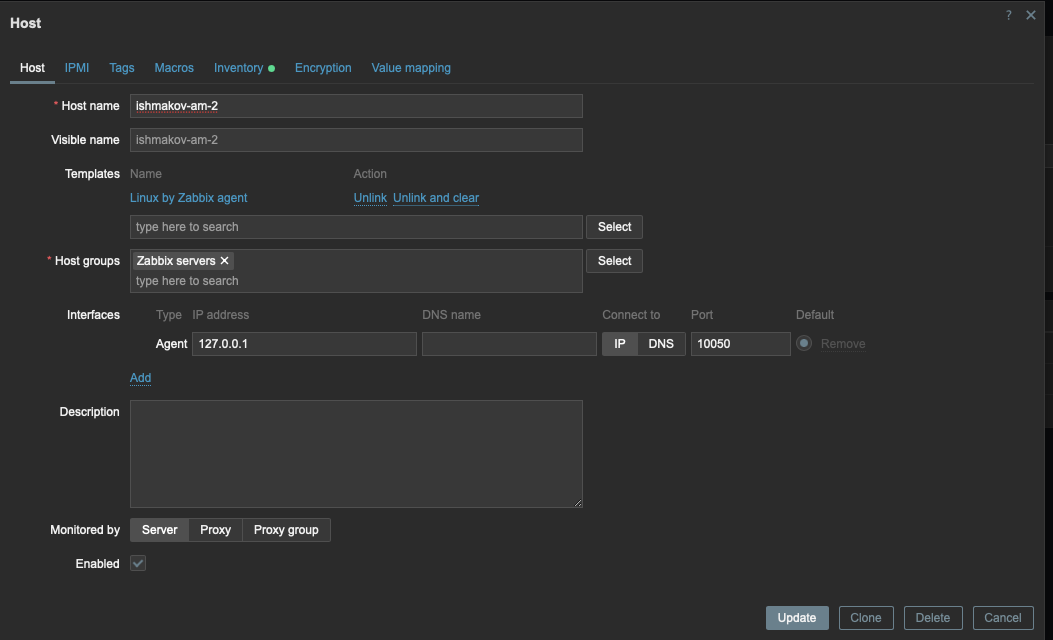 Host
?
Host IPMI Tags Macros Inventory Encryption Value mapping
* Host name ishmakov-am-2
Visible name ishmakov-am-2
Templates Name Action
Linux by Zabbix agent Unlink Unlink and clear
type here to search Select
* Host groups Zabbix servers Select
type here to search
Interfaces Type IP address DNS name Connect to Port Default
Agent 127.0.0.1 IP DNS 10050 Remove
Add
Description
Monitored by Server Proxy Proxy group
Enabled
Update Clone Delete Cancel